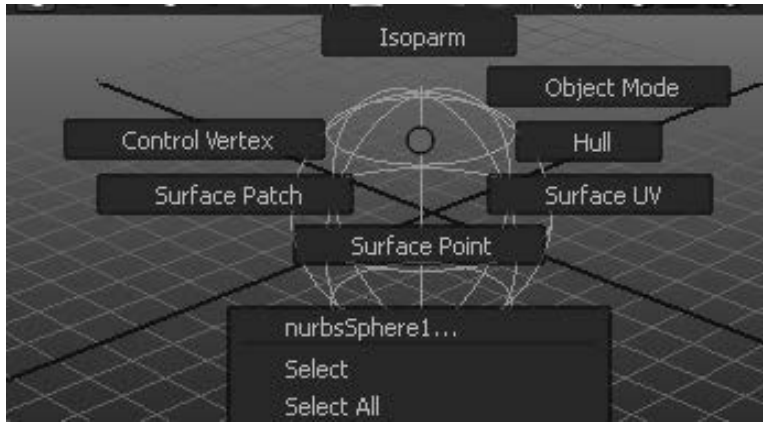 Isoparm
Object Mode
Control Vertex
Hull
Surface Patch
Surface UV
Surface Point
nurbsSphere1...
Select
Select All